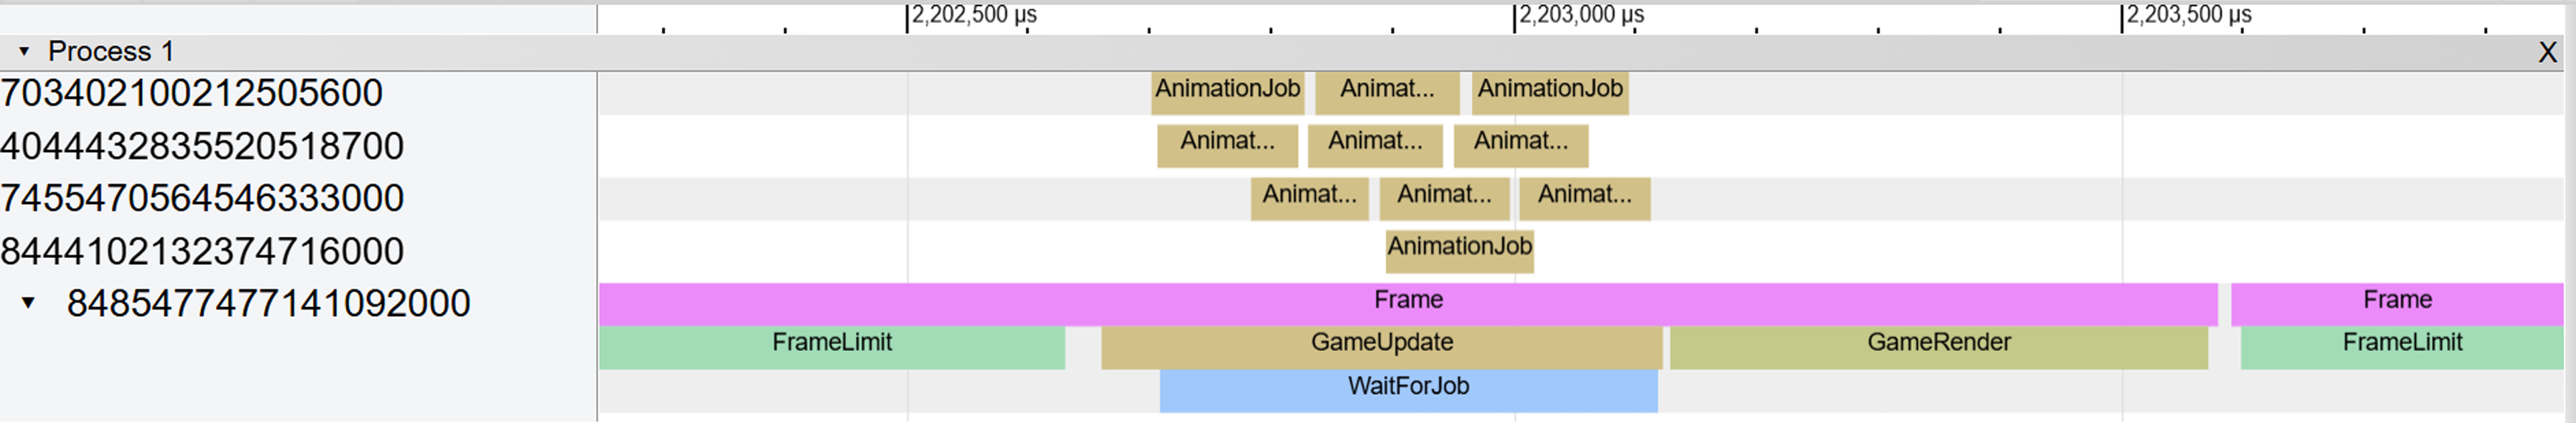 2,202,500 µs 2,203,000 µs 2,203,500 µs
Process 1 X
703402100212505600 AnimationJob Animat... AnimationJob
4044432835520518700 Animat... Animat... Animat...
7455470564546333000 Animat... Animat... Animat...
8444102132374716000 AnimationJob
8485477477141092000 Frame Frame
FrameLimit GameUpdate GameRender FrameLimit
WaitForJob